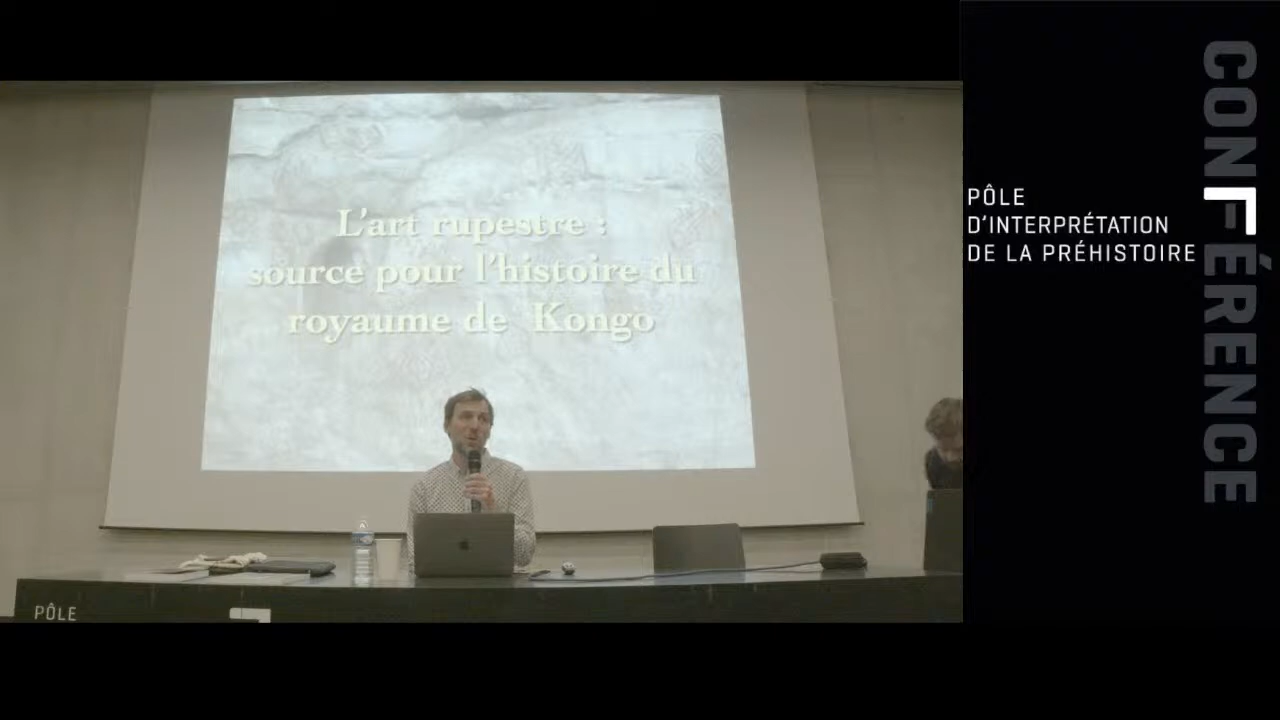 L'art rupestre :
source pour l'histoire du
royaume de Kongo
PÔLE
PÔLE
D'INTERPRÉTATION
DE LA PRÉHISTOIRE
CONFÉRENCE